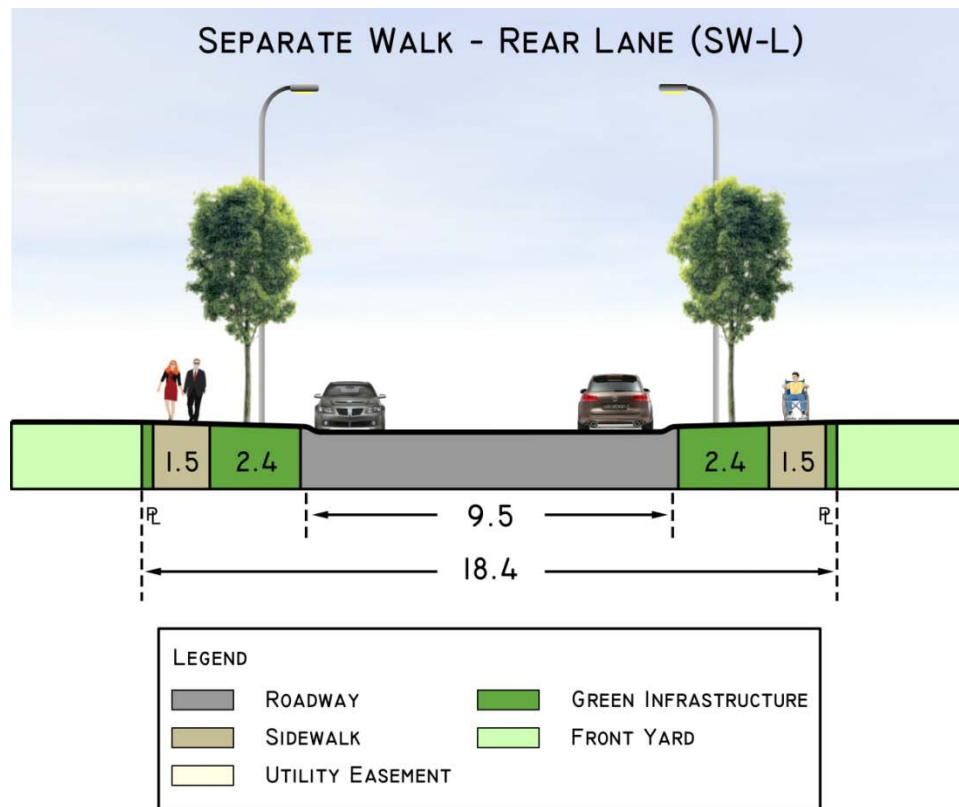 SEPARATE WALK - REAR LANE (SW-L)
1.5 2.4 2.4 1.5
PL 9.5 PL
18.4
LEGEND
ROADWAY GREEN INFRASTRUCTURE
SIDEWALK FRONT YARD
UTILITY EASEMENT